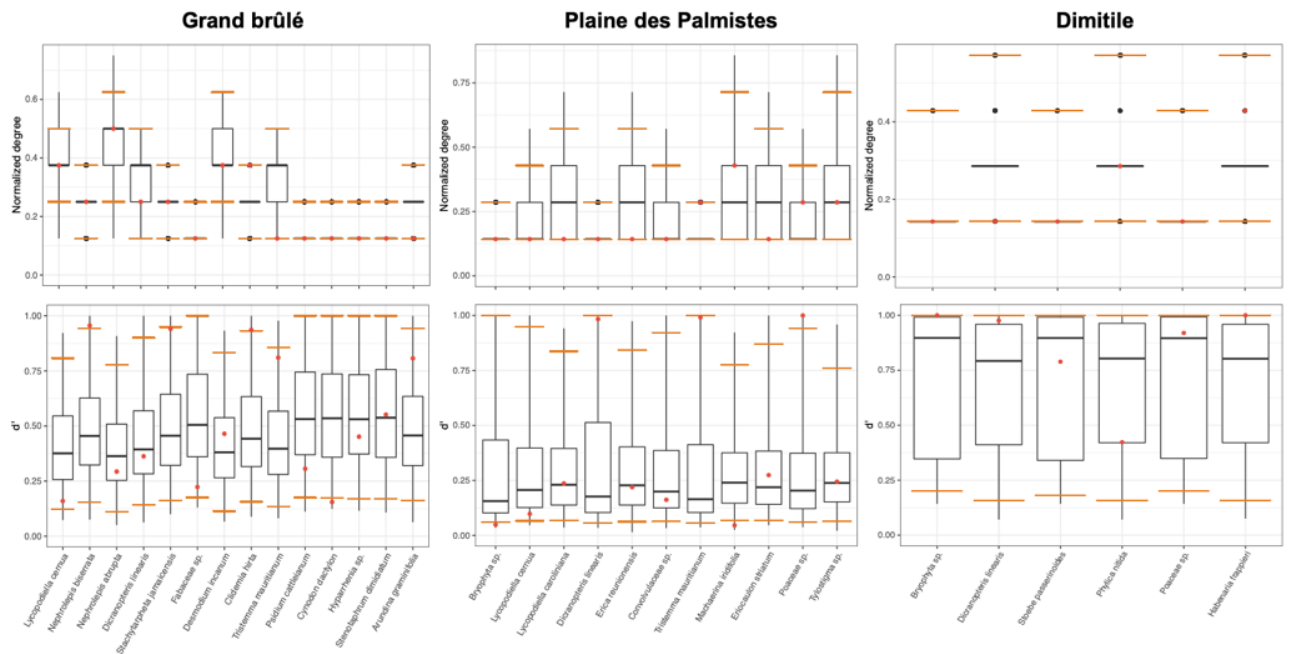 Grand brûlé
Plaine des Palmistes
Dimitile
Normalized degree
0.6
0.4
0.2
0.0
Normalized degree
0.75
0.50
0.25
0.00
Normalized degree
0.4
0.2
0.0
d'
1.00
0.75
0.50
0.25
0.00
d'
1.00
0.75
0.50
0.25
0.00
d'
1.00
0.75
0.50
0.25
0.00
Lycopodiella cernua
Nephrolepis biserrata
Nephrolepis abrupta
Dicranopteris linearis
Stachytarpheta jamaicensis
Fabaceae sp.
Desmodium incanum
Clidemia hirta
Tristemma mauritianum
Psidium cattleianum
Cynodon dactylon
Hyparrhenia sp.
Stenotaphrum dimidiatum
Arundina graminifolia
Bryophyta sp.
Lycopodiella cernua
Lycopodiella caroliniana
Dicranopteris linearis
Erica reunionensis
Convolvulaceae sp.
Tristemma mauritianum
Machaerina iridifolia
Eriocaulon striatum
Poaceae sp.
Tylostigma sp.
Bryophyta sp.
Dicranopteris linearis
Stoebe passerinoides
Phylica nitida
Poaceae sp.
Habenaria frappieri